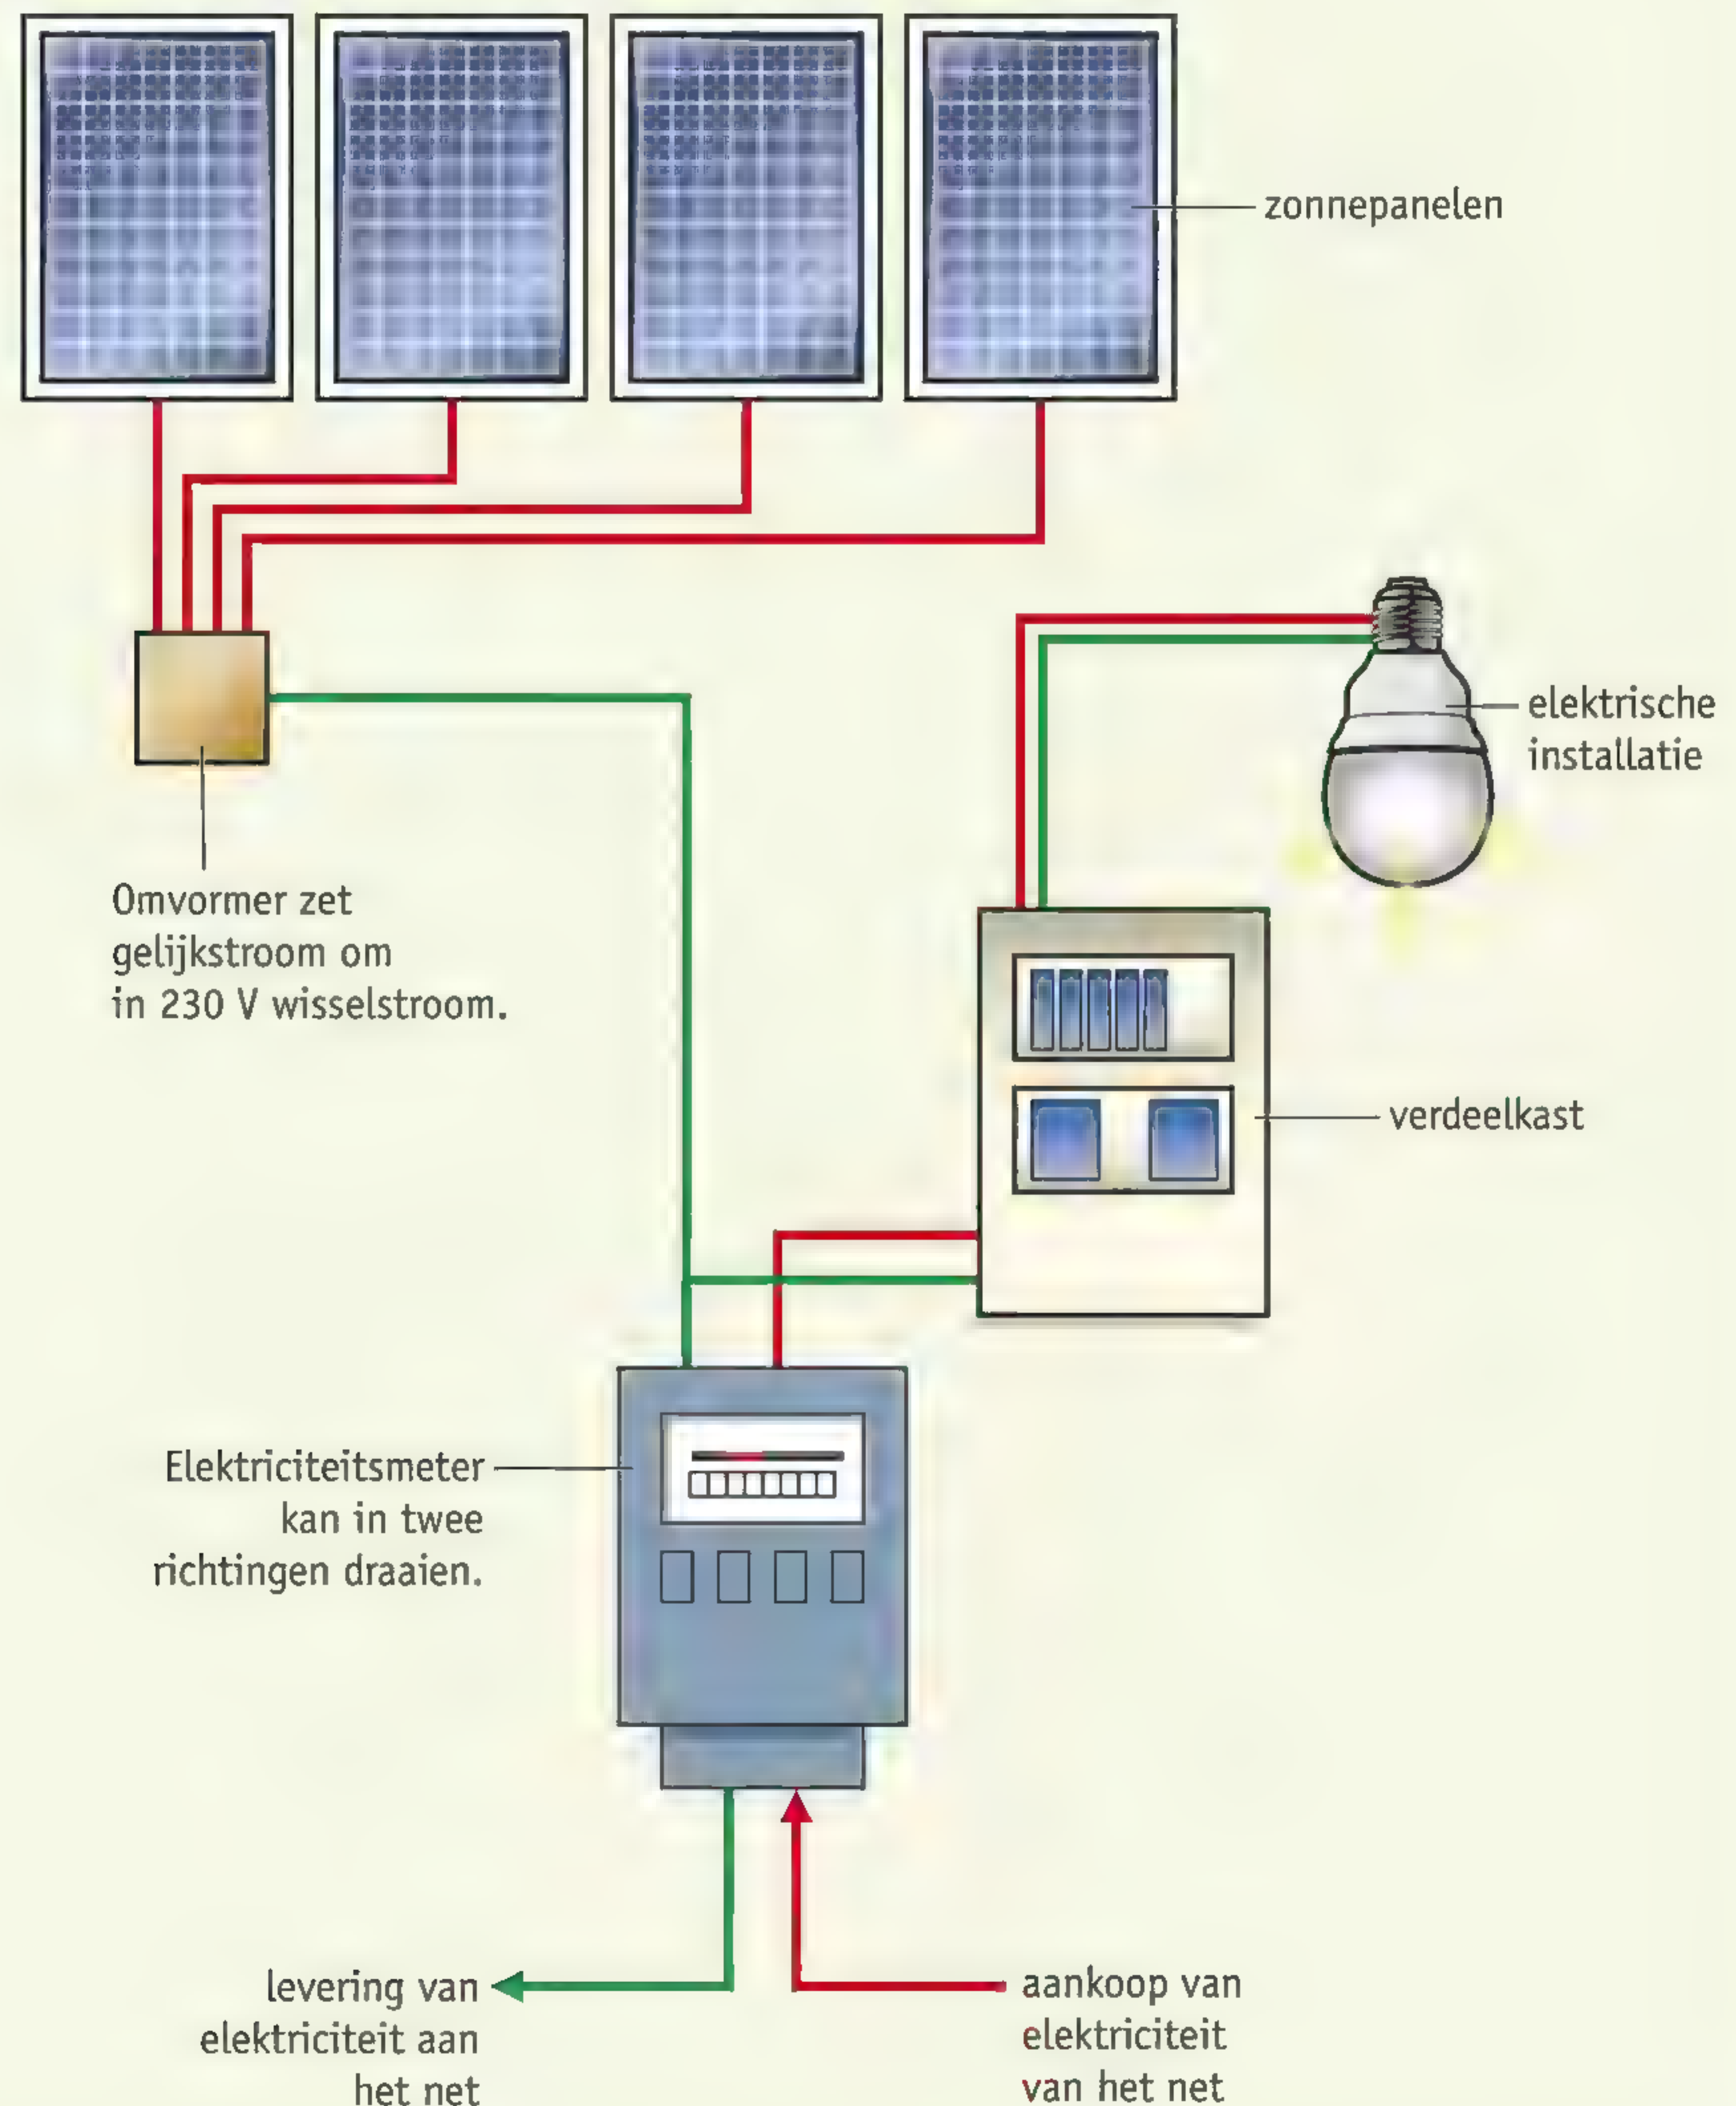 zonnepanelen
elektrische
installatie
Omvormer zet
gelijkstroom om
in 230 V wisselstroom.
verdeelkast
Elektriciteitsmeter
kan in twee
richtingen draaien.
levering van
elektriciteit aan
het net
aankoop van
elektriciteit
van het net